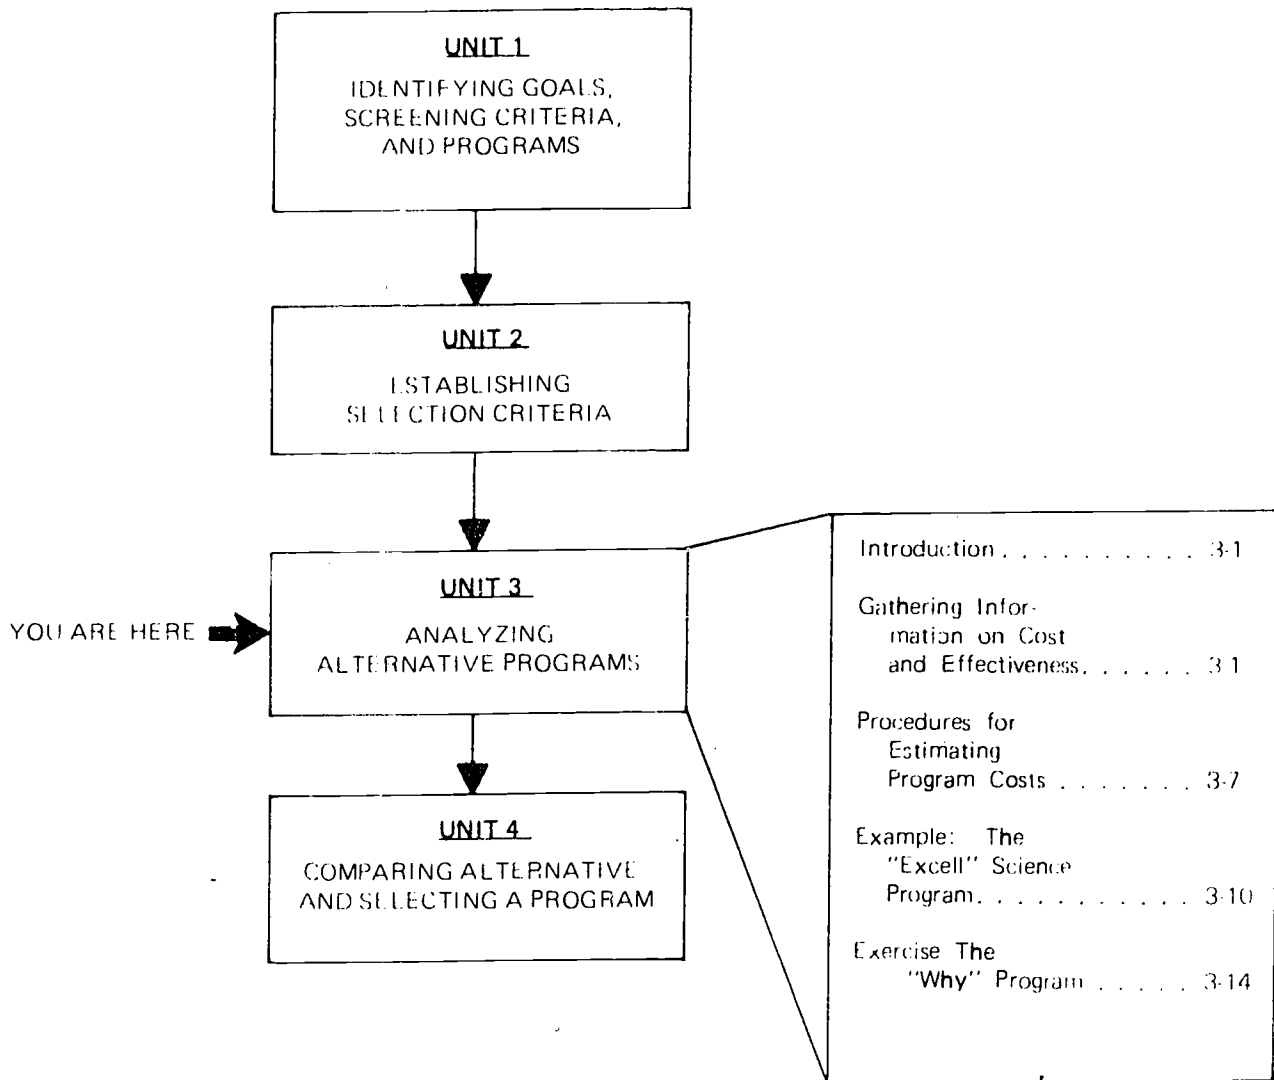 UNIT 1
IDENTIFYING GOALS,
SCREENING CRITERIA,
AND PROGRAMS
UNIT 2
ESTABLISHING
SELECTION CRITERIA
YOU ARE HERE
UNIT 3
ANALYZING
ALTERNATIVE PROGRAMS
UNIT 4
COMPARING ALTERNATIVE
AND SELECTING A PROGRAM
Introduction . . . . . . . . . . 3-1
Gathering Infor-
mation on Cost
and Effectiveness. . . . . . 3-1
Procedures for
Estimating
Program Costs . . . . . . . 3-7
Example: The
"Excell" Science
Program. . . . . . . . . . . 3-10
Exercise The
"Why" Program . . . . . 3-14